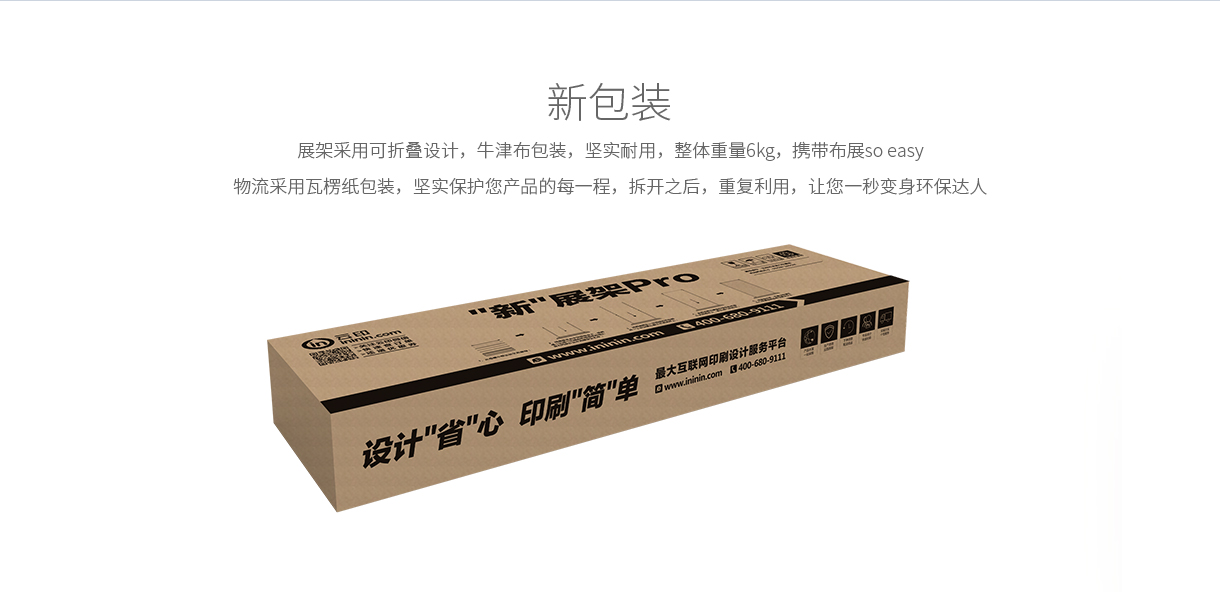 新包装
展架采用可折叠设计，牛津布包装，坚实耐用，整体重量6kg，携带布展so easy
物流采用瓦楞纸包装，坚实保护您产品的每一程，拆开之后，重复利用，让您一秒变身环保达人
"新"展架Pro
in 云印
ininin.com
www.ininin.com 400-680-9111
设计"省"心 印刷"简"单
最大互联网印刷设计服务平台
www.ininin.com 400-680-9111